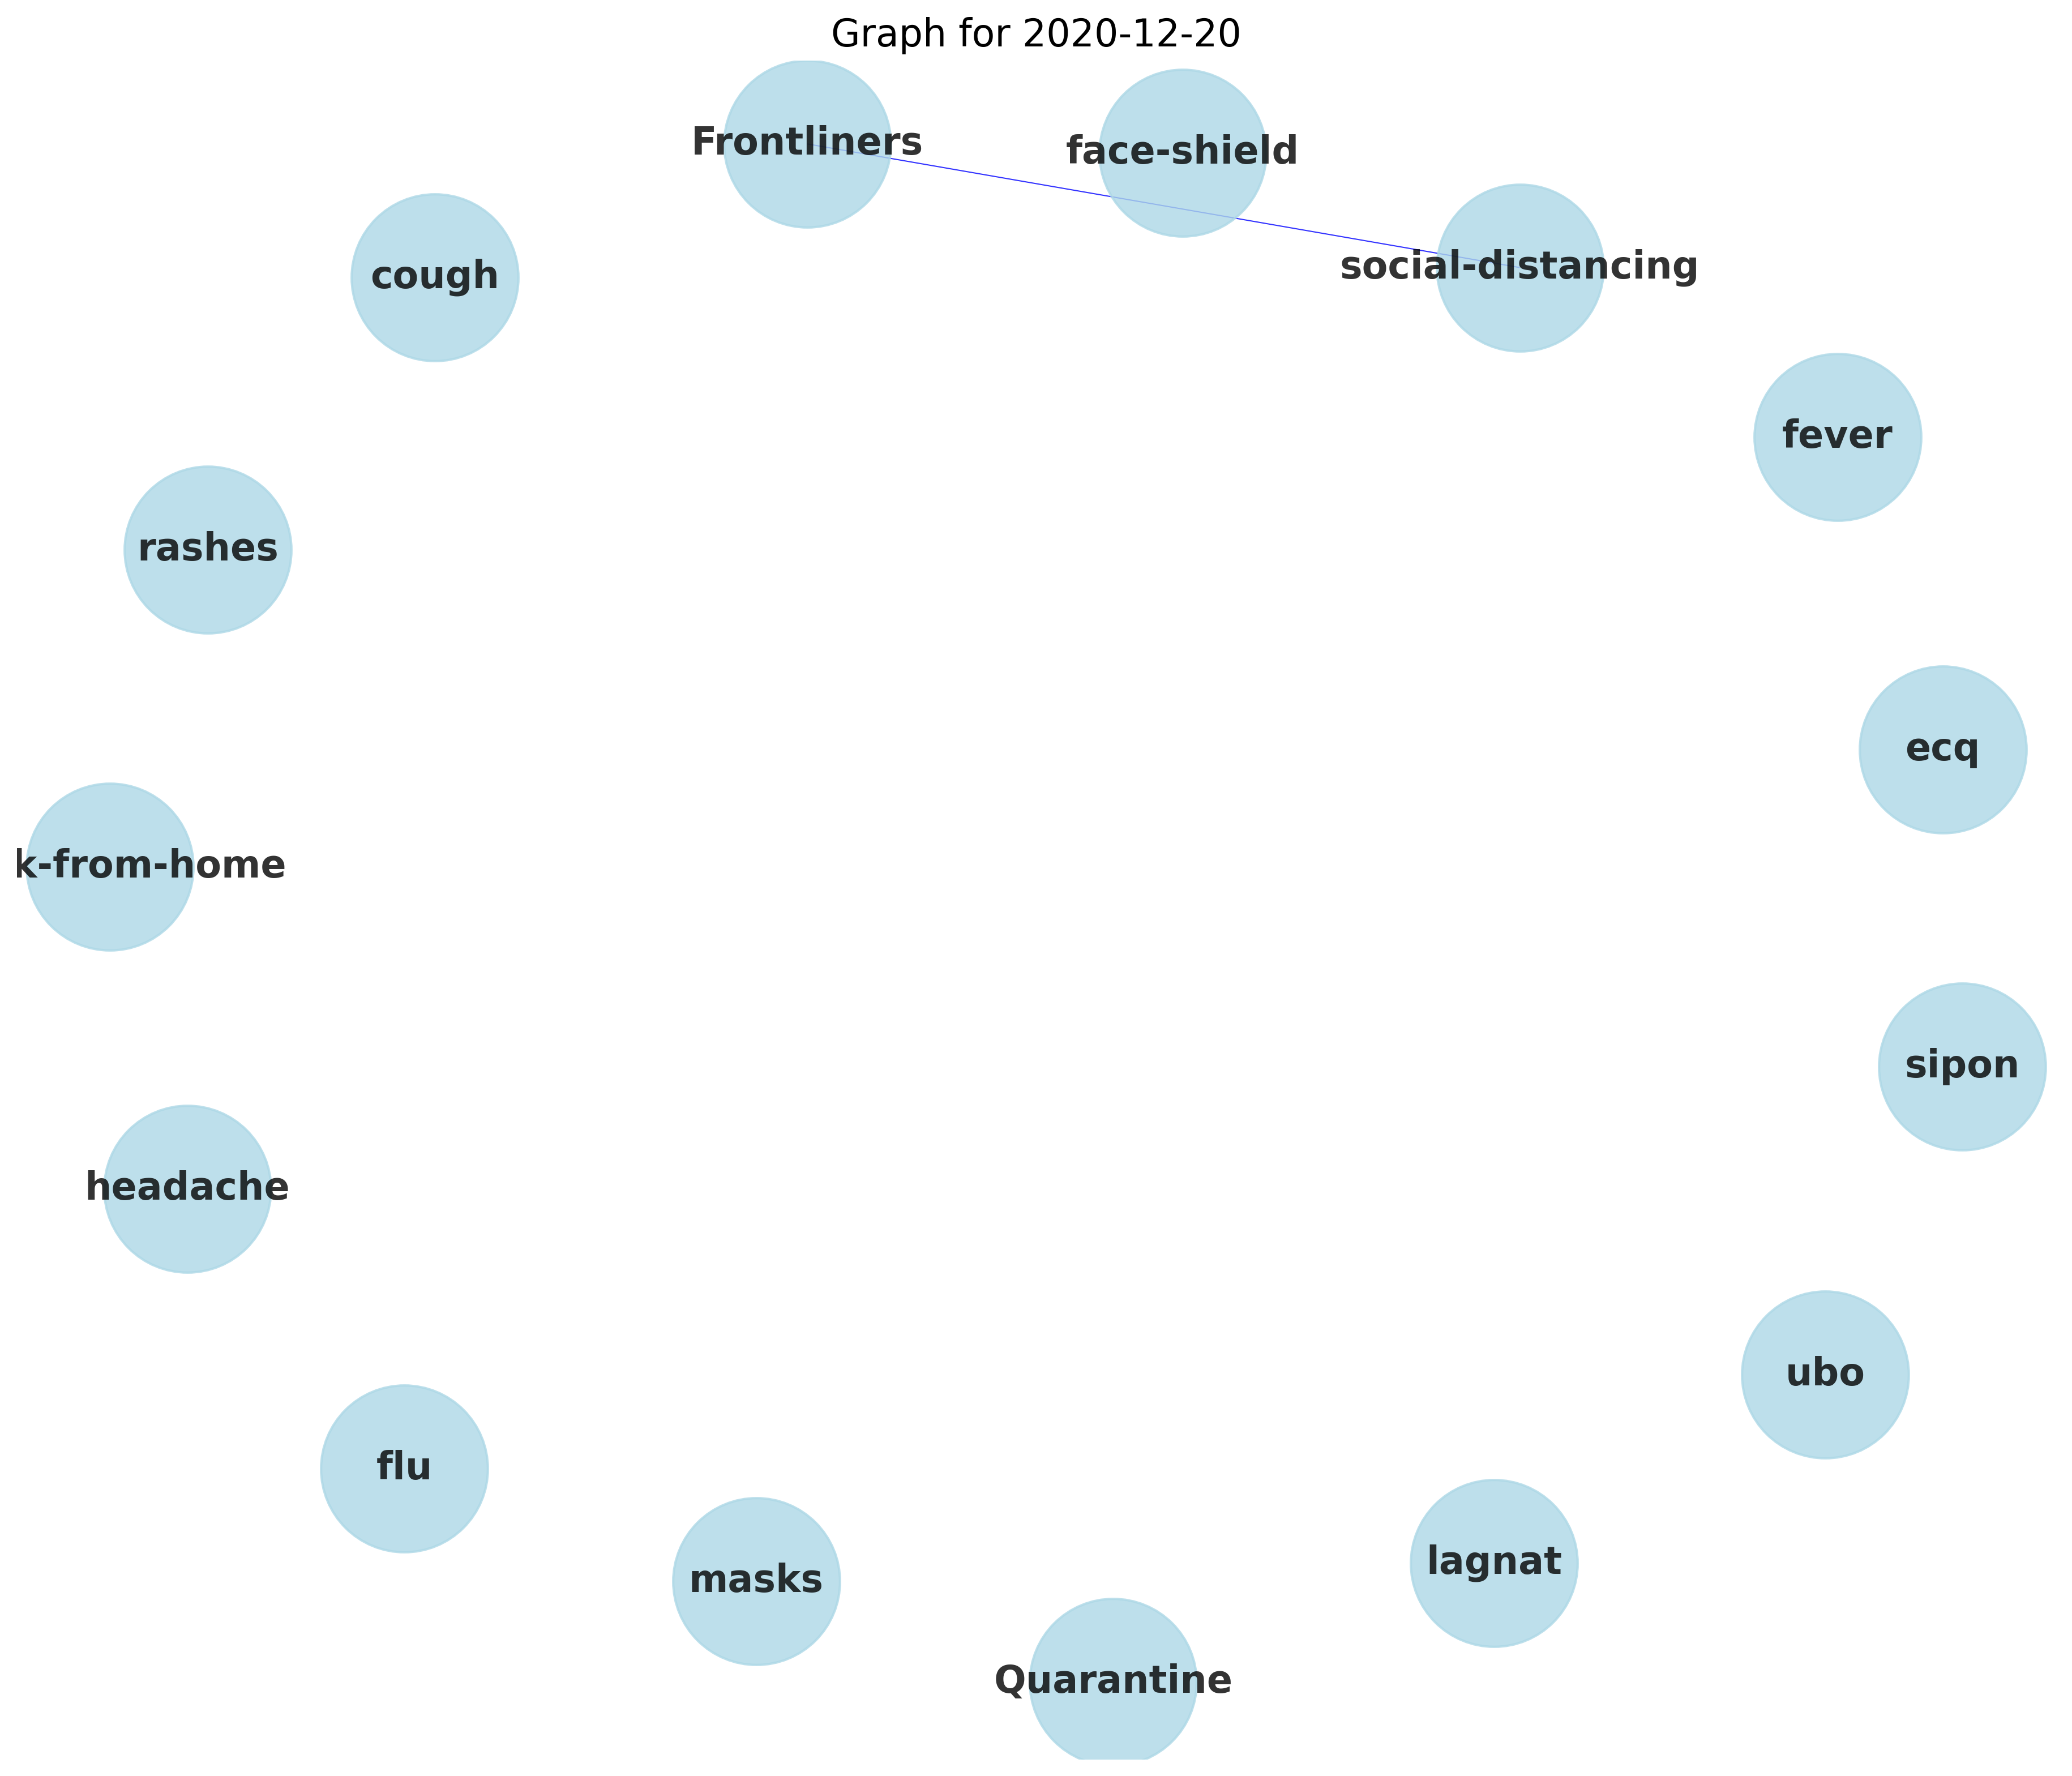 Graph for 2020-12-20
Frontliners
face-shield
social-distancing
cough
fever
rashes
ecq
k-from-home
sipon
headache
ubo
flu
lagnat
masks
Quarantine